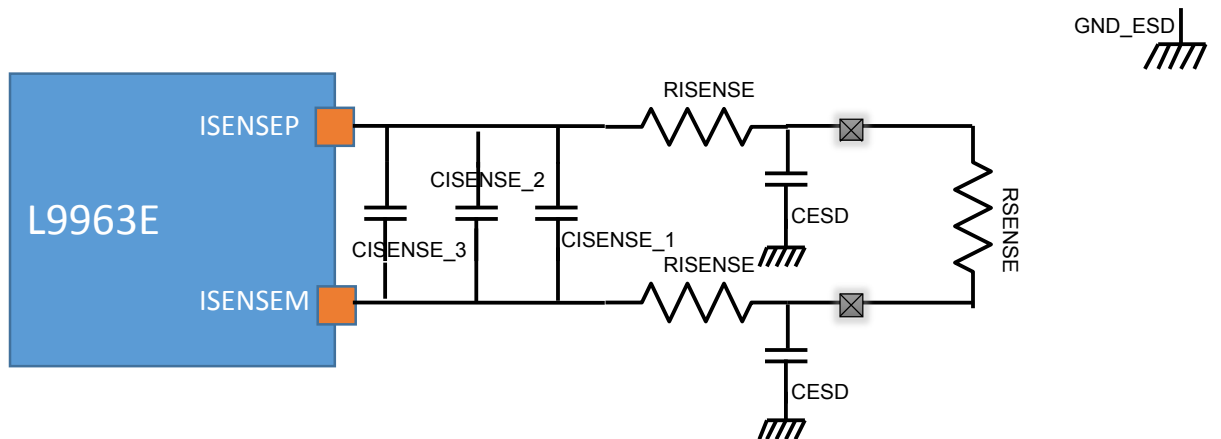 GND_ESD
RISENSE
ISENSEP
CISENSE_2
L9963E
CESD
RSENSE
CISENSE_3
CISENSE_1
RISENSE
ISENSEM
CESD